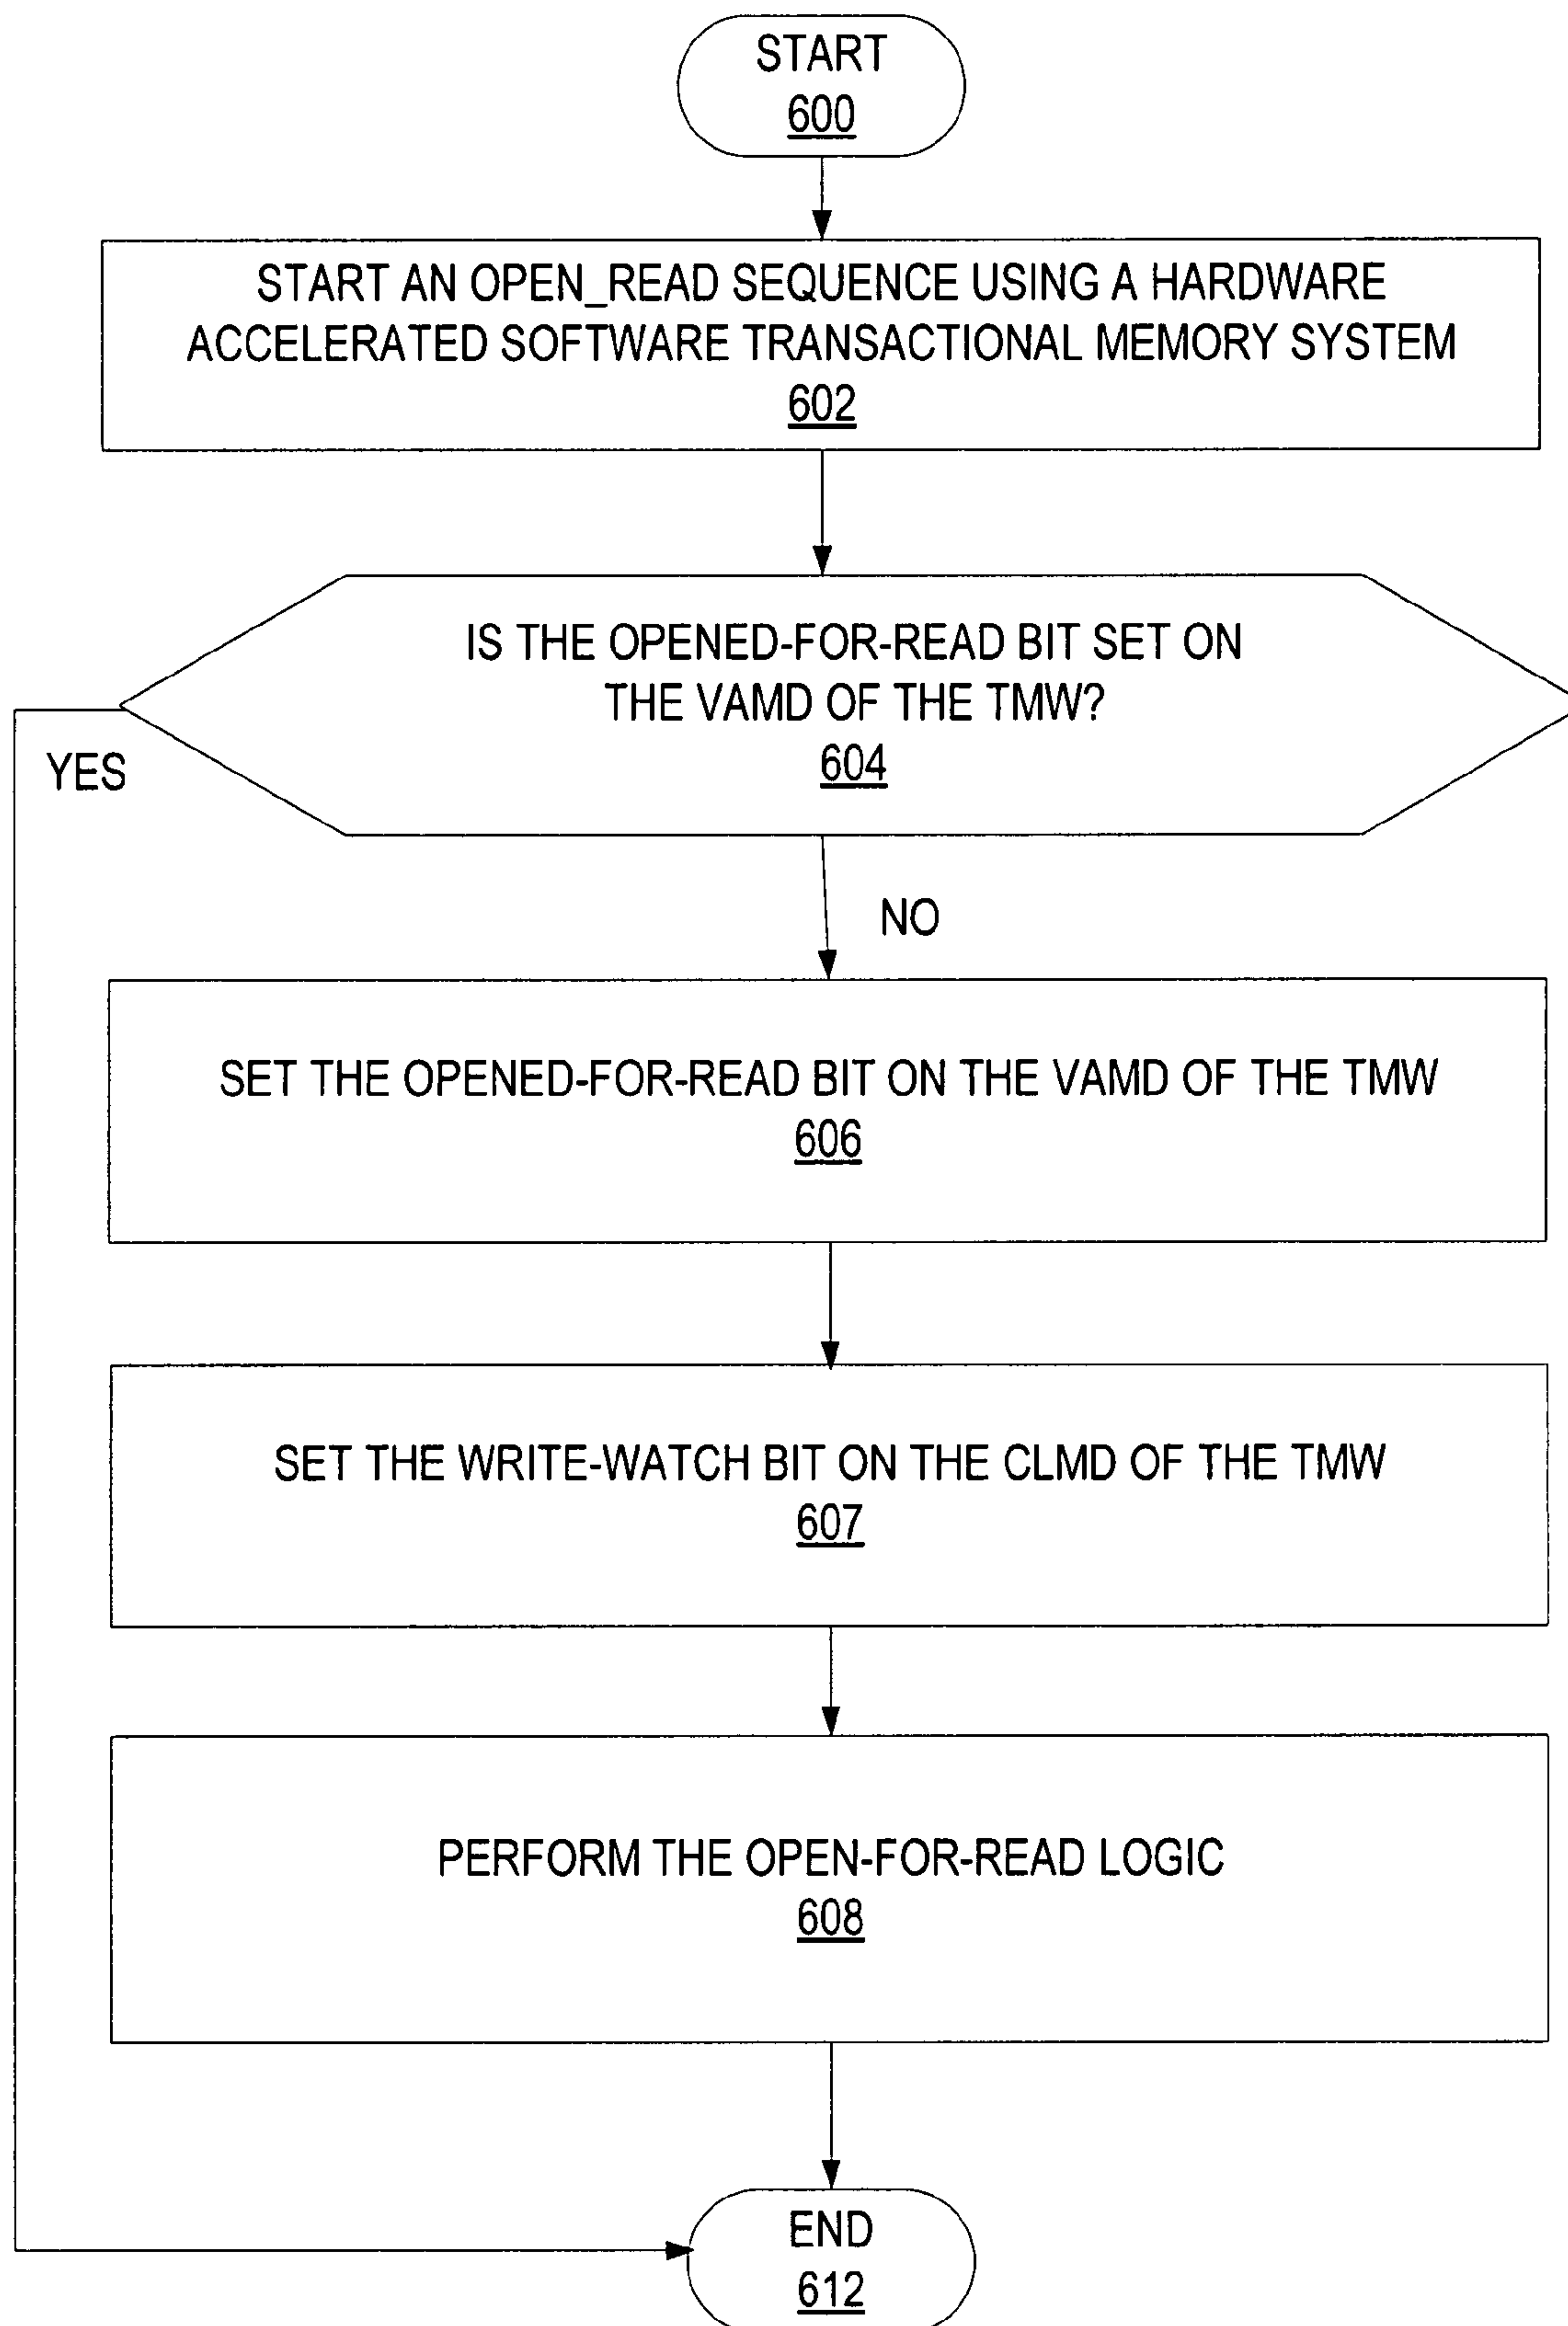 START
600
START AN OPEN_READ SEQUENCE USING A HARDWARE
ACCELERATED SOFTWARE TRANSACTIONAL MEMORY SYSTEM
602
IS THE OPENED-FOR-READ BIT SET ON
THE VAMD OF THE TMW?
604
YES
NO
SET THE OPENED-FOR-READ BIT ON THE VAMD OF THE TMW
606
SET THE WRITE-WATCH BIT ON THE CLMD OF THE TMW
607
PERFORM THE OPEN-FOR-READ LOGIC
608
END
612